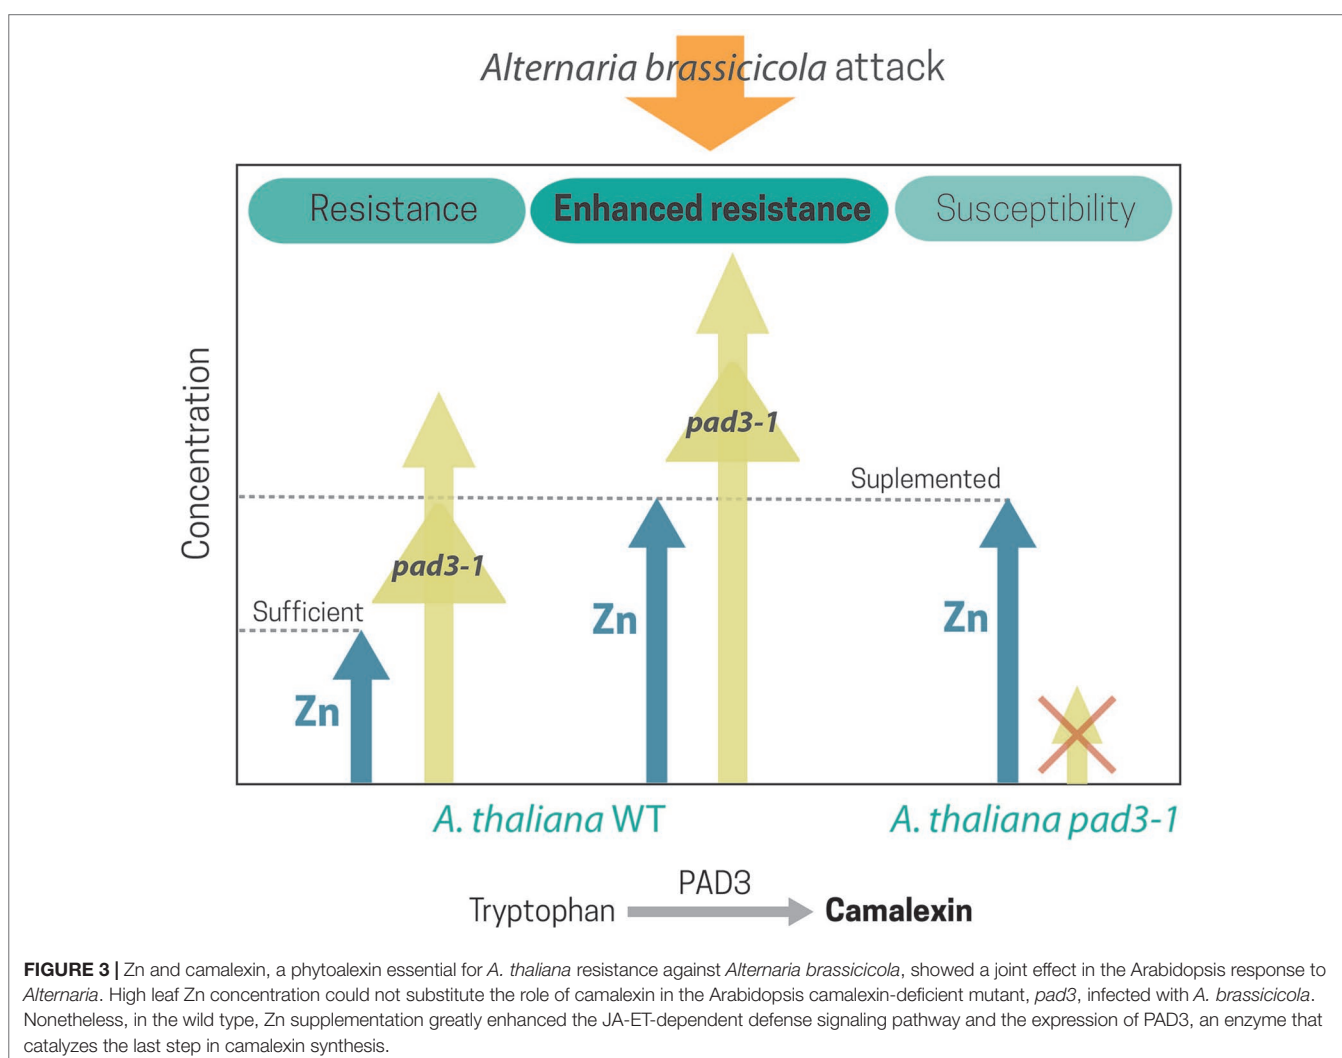 Alternaria brassicicola attack
Resistance
Enhanced resistance
Susceptibility
Concentration
pad3-1
Suplemented
pad3-1
Sufficient
Zn
Zn
Zn
A. thaliana WT
A. thaliana pad3-1
PAD3
Tryptophan
Camalexin
FIGURE 3 | Zn and camalexin, a phytoalexin essential for A. thaliana resistance against Alternaria brassicicola, showed a joint effect in the Arabidopsis response to
Alternaria. High leaf Zn concentration could not substitute the role of camalexin in the Arabidopsis camalexin-deficient mutant, pad3, infected with A. brassicicola.
Nonetheless, in the wild type, Zn supplementation greatly enhanced the JA-ET-dependent defense signaling pathway and the expression of PAD3, an enzyme that
catalyzes the last step in camalexin synthesis.